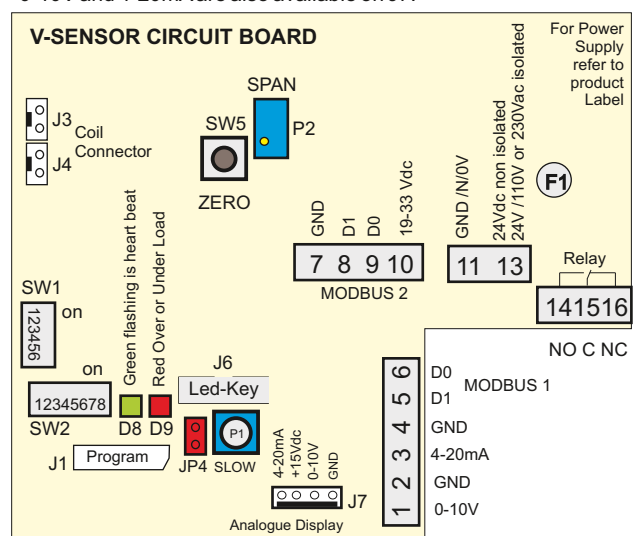 V-SENSOR CIRCUIT BOARD
For Power
Supply
refer to
product
Label
SPAN
P2
SW5
ZERO
J3
J4
Coil
Connector
GND
D1
D0
19-33 Vdc
7 8 9 10
MODBUS 2
GND /N/0V
24Vdc non isolated
24V /110V or 230Vac isolated
11 13
F1
Relay
141516
NO C NC
SW1
on
123456
Green flashing is heart beat
Red Over or Under Load
on
12345678
SW2
D8
D9
J6
Led-Key
J1
Program
JP4
P1
SLOW
4-20mA
+15Vdc
0-10V
GND
J7
Analogue Display
6 D0
MODBUS 1
5 D1
4 GND
3 4-20mA
2 GND
1 0-10V